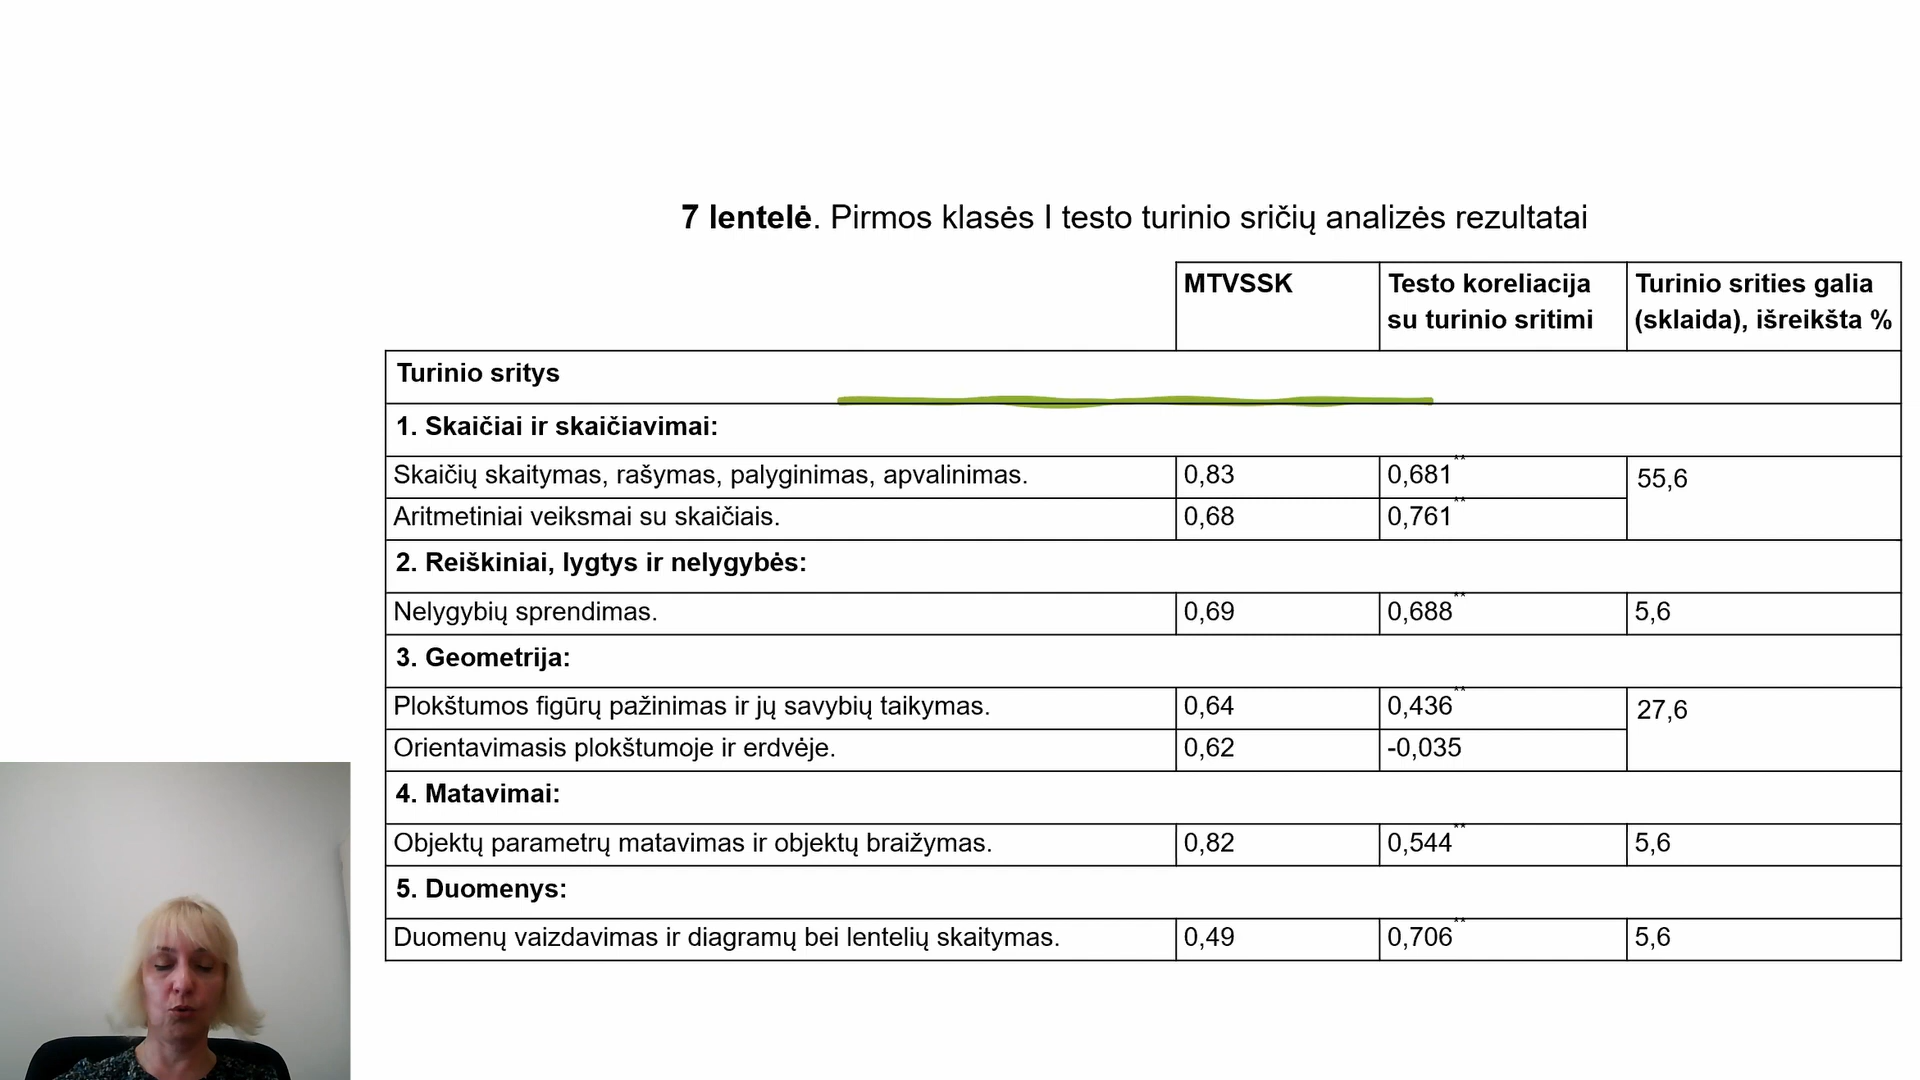 7 lentelė. Pirmos klasės I testo turinio sričių analizės rezultatai
MTVSSK
Testo koreliacija
su turinio sritimi
Turinio srities galia
(sklaida), išreikšta %
Turinio sritys
1. Skaičiai ir skaičiavimai:
Skaičių skaitymas, rašymas, palyginimas, apvalinimas. 0,83 0,681** 55,6
Aritmetiniai veiksmai su skaičiais. 0,68 0,761**
2. Reiškiniai, lygtys ir nelygybės:
Nelygybių sprendimas. 0,69 0,688** 5,6
3. Geometrija:
Plokštumos figūrų pažinimas ir jų savybių taikymas. 0,64 0,436** 27,6
Orientavimasis plokštumoje ir erdvėje. 0,62 -0,035
4. Matavimai:
Objektų parametrų matavimas ir objektų braižymas. 0,82 0,544** 5,6
5. Duomenys:
Duomenų vaizdavimas ir diagramų bei lentelių skaitymas. 0,49 0,706** 5,6